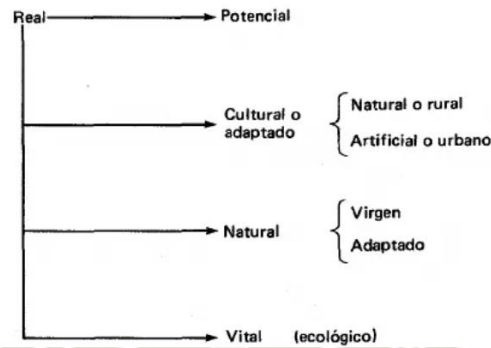 Real Potencial
Cultural o
adaptado
Natural o rural
Artificial o urbano
Natural
Virgen
Adaptado
Vital (ecológico)